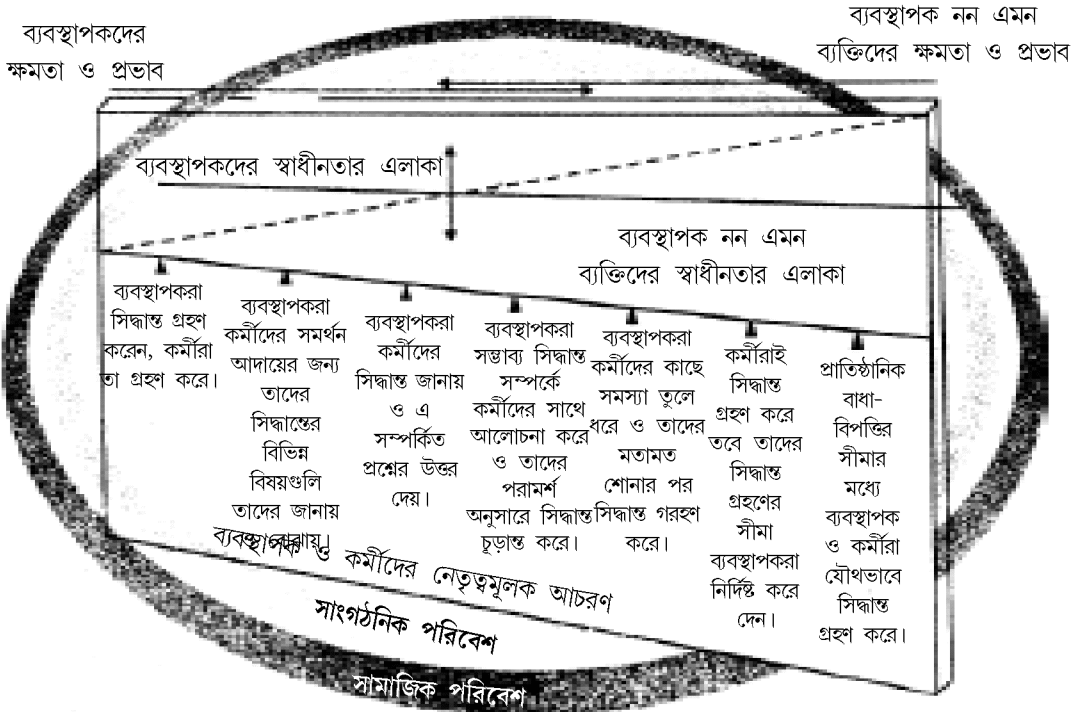 ব্যবস্থাপকদের
ক্ষমতা ও প্রভাব
ব্যবস্থাপক নন এমন
ব্যক্তিদের ক্ষমতা ও প্রভাব
ব্যবস্থাপকদের স্বাধীনতার এলাকা
ব্যবস্থাপক নন এমন
ব্যক্তিদের স্বাধীনতার এলাকা
ব্যবস্থাপকরা
সিদ্ধান্ত গ্রহণ
করেন, কর্মীরা
তা গ্রহণ করে।
ব্যবস্থাপকরা
কর্মীদের সমর্থন
আদায়ের জন্য
তাদের
সিদ্ধান্তের
বিভিন্ন
বিষয়গুলি
তাদের জানায়
ব্যবস্থাপকরা
কর্মীদের
সিদ্ধান্ত জানায়
ও এ
সম্পর্কিত
প্রশ্নের উত্তর
দেয়।
ব্যবস্থাপকরা
সম্ভাব্য সিদ্ধান্ত
সম্পর্কে
কর্মীদের সাথে
আলোচনা করে
ও তাদের
পরামর্শ
অনুসারে সিদ্ধান্ত
চূড়ান্ত করে।
ব্যবস্থাপকরা
কর্মীদের কাছে
সমস্যা তুলে
ধরে ও তাদের
মতামত
শোনার পর
সিদ্ধান্ত গরহণ
করে।
কর্মীরাই
সিদ্ধান্ত
গ্রহণ করে
তবে তাদের
সিদ্ধান্ত
গ্রহণের
সীমা
ব্যবস্থাপকরা
নির্দিষ্ট করে
দেন।
প্রাতিষ্ঠানিক
বাধা-
বিপত্তির
সীমার
মধ্যে
ব্যবস্থাপক
ও কর্মীরা
যৌথভাবে
সিদ্ধান্ত
গ্রহণ করে।
ব্যবস্থাপক ও কর্মীদের নেতৃত্বমূলক আচরণ
সাংগঠনিক পরিবেশ
সামাজিক পরিবেশ